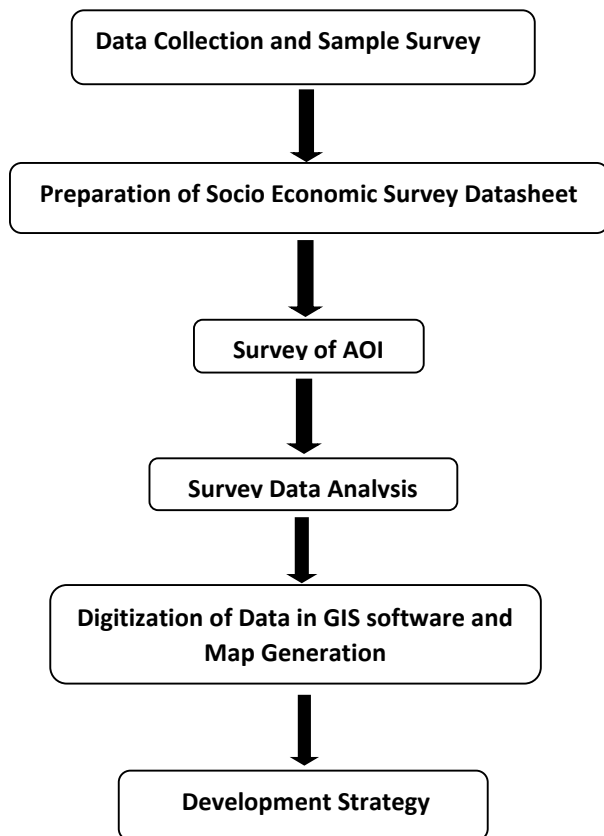 Data Collection and Sample Survey
Preparation of Socio Economic Survey Datasheet
Survey of AOI
Survey Data Analysis
Digitization of Data in GIS software and
Map Generation
Development Strategy